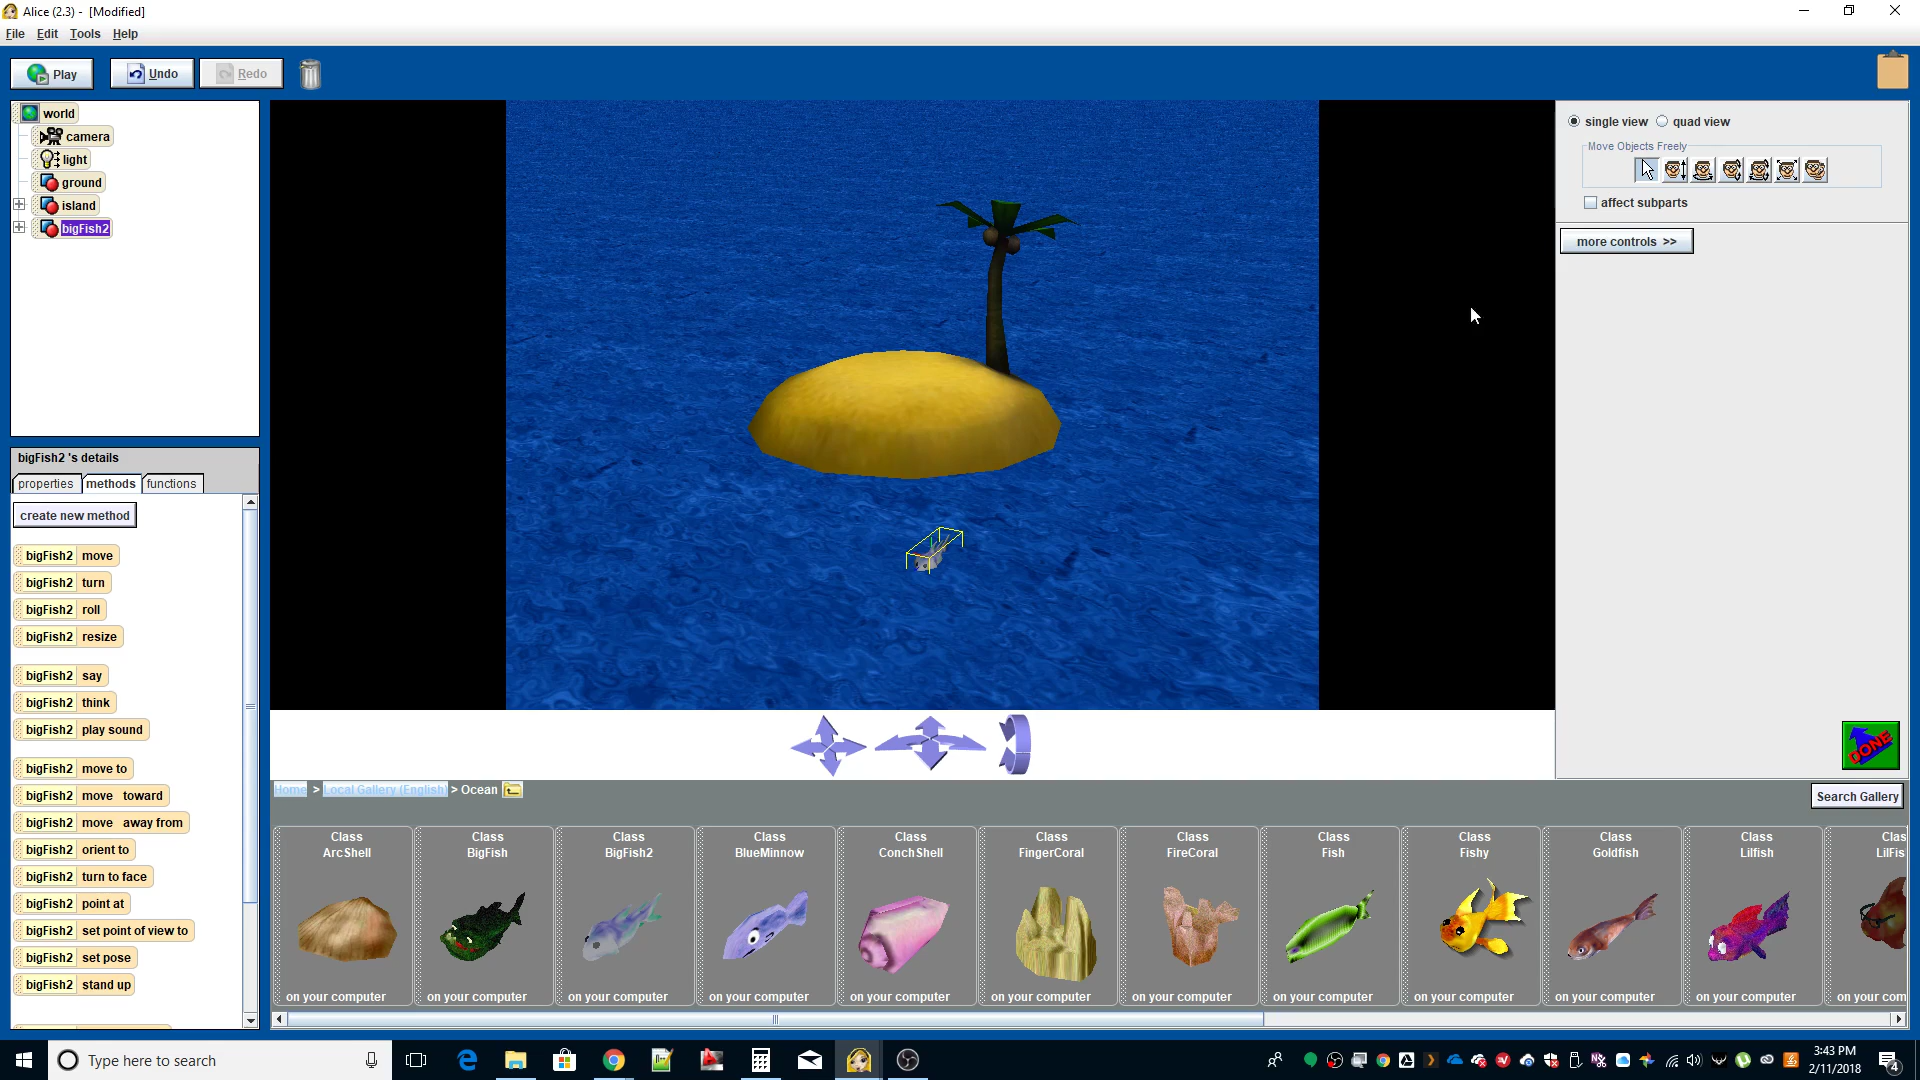 Alice (2.3) - [Modified]
File Edit Tools Help
Play Undo Redo
world
camera
light
ground
island
bigFish2
single view quad view
Move Objects Freely
affect subparts
more controls >>
bigFish2 's details
properties methods functions
create new method
bigFish2 move
bigFish2 turn
bigFish2 roll
bigFish2 resize
bigFish2 say
bigFish2 think
bigFish2 play sound
bigFish2 move to
bigFish2 move toward
bigFish2 move away from
bigFish2 orient to
bigFish2 turn to face
bigFish2 point at
bigFish2 set point of view to
bigFish2 set pose
bigFish2 stand up
DONE
Home > Local Gallery (English) > Ocean
Search Gallery
Class ArcShell
on your computer
Class BigFish
on your computer
Class BigFish2
on your computer
Class BlueMinnow
on your computer
Class ConchShell
on your computer
Class FingerCoral
on your computer
Class FireCoral
on your computer
Class Fish
on your computer
Class Fishy
on your computer
Class Goldfish
on your computer
Class Lilfish
on your computer
Clas
LilFis
on your com
Type here to search
3:43 PM
2/11/2018
4